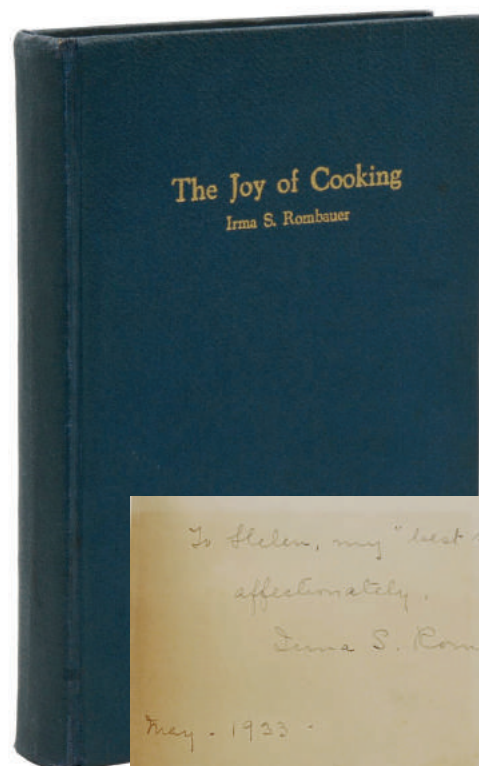 The Joy of Cooking
Irma S. Rombauer
To Helen, my "best
affectionately.
Irma S. Rom
May - 1933 -